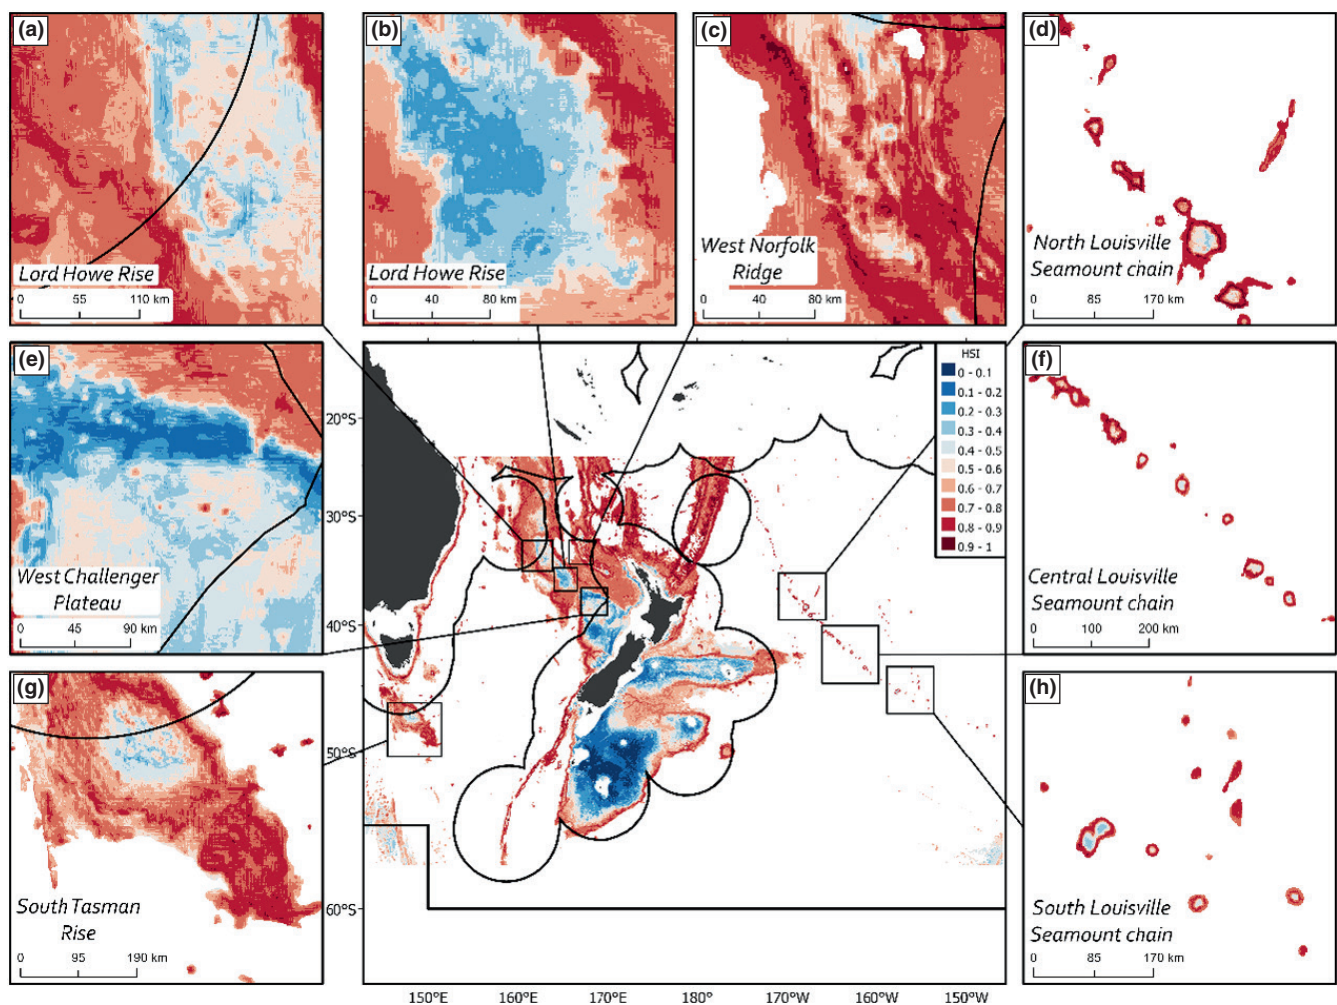 (a)
Lord Howe Rise
0 55 110 km
(b)
Lord Howe Rise
0 40 80 km
(c)
West Norfolk
Ridge
0 40 80 km
(d)
North Louisville
Seamount chain
0 85 170 km
(e)
West Challenger
Plateau
0 45 90 km
HSI
0 - 0.1
0.1 - 0.2
0.2 - 0.3
0.3 - 0.4
0.4 - 0.5
0.5 - 0.6
0.6 - 0.7
0.7 - 0.8
0.8 - 0.9
0.9 - 1
20°S
30°S
40°S
50°S
60°S
150°E
160°E
170°E
180°
170°W
160°W
150°W
(f)
Central Louisville
Seamount chain
0 100 200 km
(g)
South Tasman
Rise
0 95 190 km
(h)
South Louisville
Seamount chain
0 85 170 km